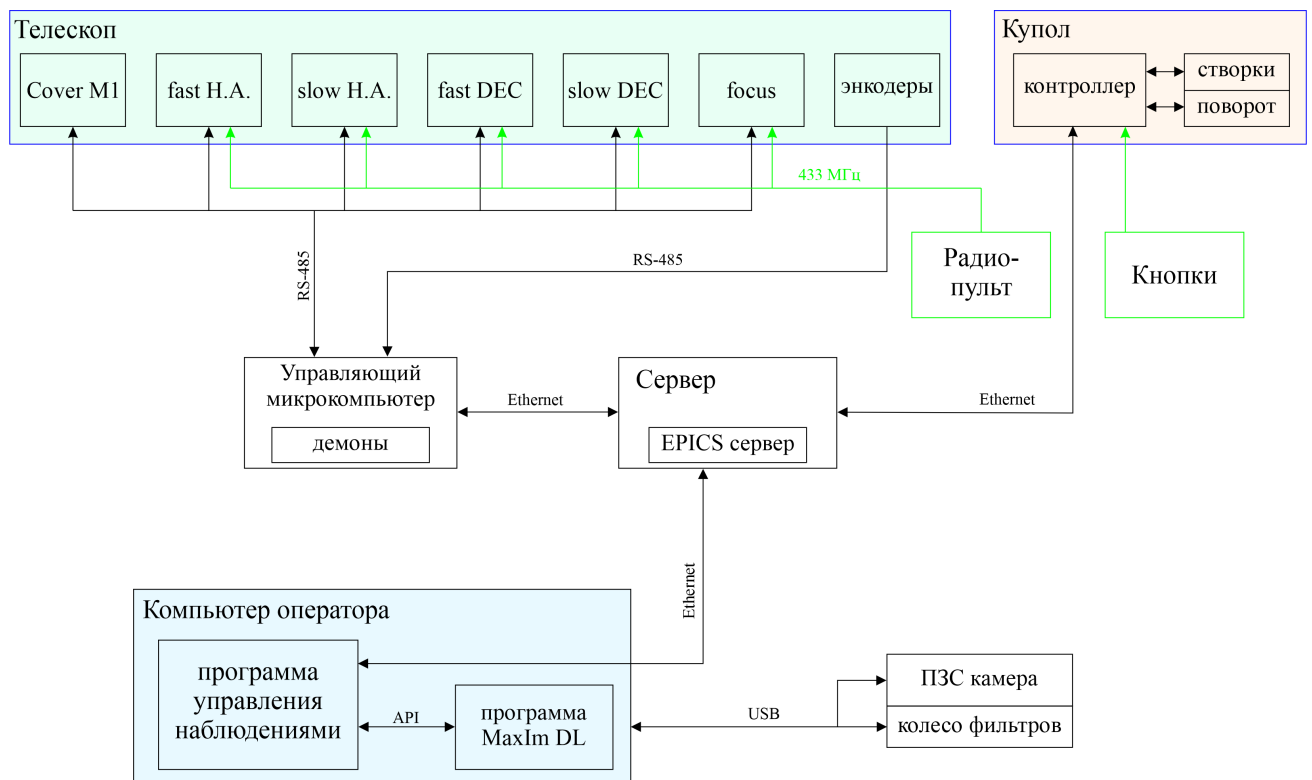 Телескоп
Купол
Cover M1
fast H.A.
slow H.A.
fast DEC
slow DEC
focus
энкодеры
контроллер
створки
поворот
433 МГц
RS-485
RS-485
Радио-
пульт
Кнопки
Управляющий
микрокомпьютер
демоны
Ethernet
Сервер
EPICS сервер
Ethernet
Ethernet
Компьютер оператора
программа
управления
наблюдениями
API
программа
MaxIm DL
USB
ПЗС камера
колесо фильтров